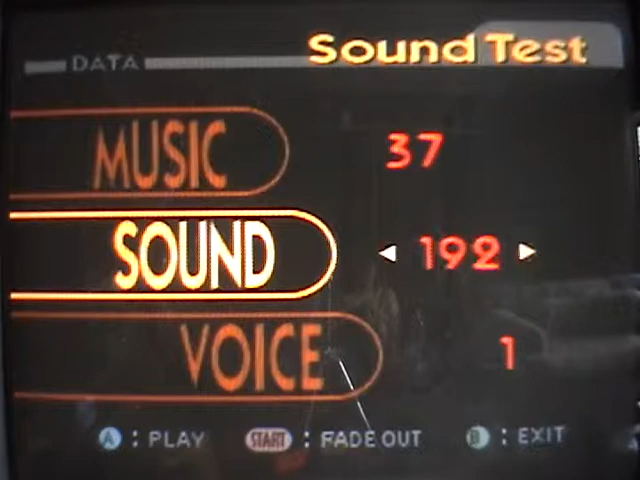 DATA
Sound Test
MUSIC 37
SOUND 192
VOICE 1
A : PLAY START : FADE OUT B : EXIT